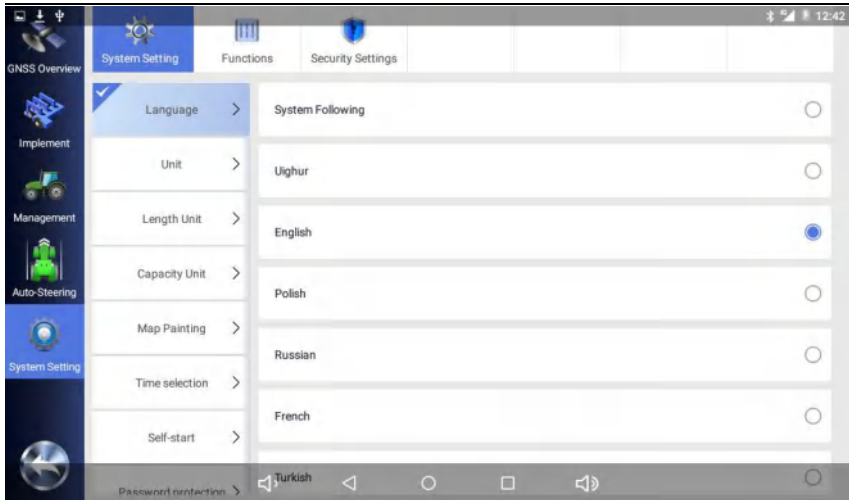 12:42
GNSS Overview
Implement
Management
Auto-Steering
System Setting
System Setting
Functions
Security Settings
Language
Unit
Length Unit
Capacity Unit
Map Painting
Time selection
Self-start
Password protection
System Following
Uighur
English
Polish
Russian
French
Turkish